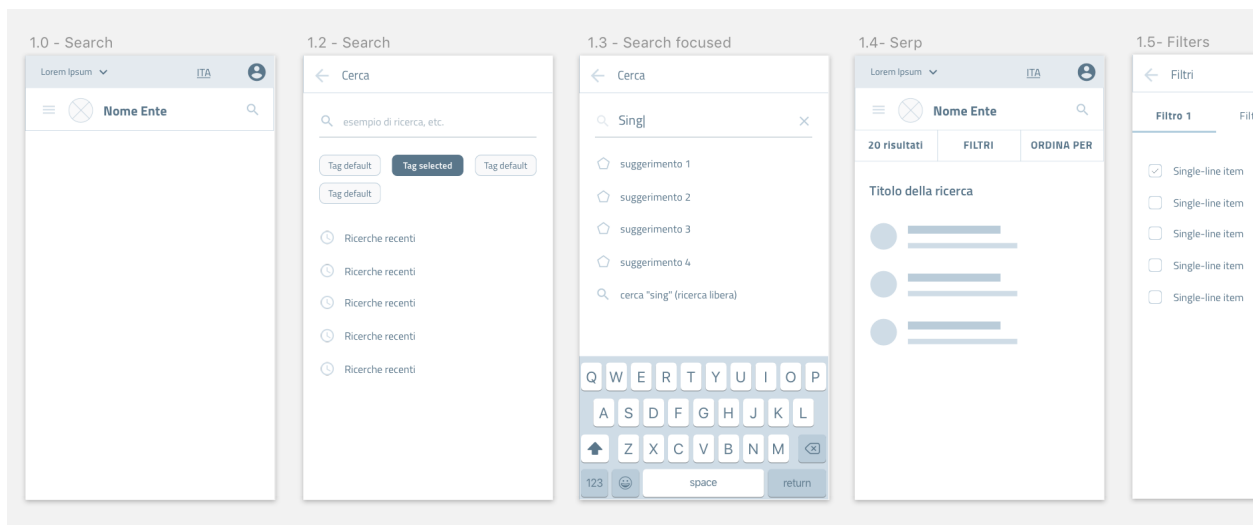 1.0 - Search
Lorem Ipsum ITA
Nome Ente
1.2 - Search
Cerca
esempio di ricerca, etc.
Tag default Tag selected Tag default
Tag default
Ricerche recenti
Ricerche recenti
Ricerche recenti
Ricerche recenti
Ricerche recenti
1.3 - Search focused
Cerca
Sing
suggerimento 1
suggerimento 2
suggerimento 3
suggerimento 4
cerca "sing" (ricerca libera)
Q W E R T Y U I O P
A S D F G H J K L
Z X C V B N M
123 space return
1.4- Serp
Lorem Ipsum ITA
Nome Ente
20 risultati FILTRI ORDINA PER
Titolo della ricerca
1.5- Filters
Filtri
Filtro 1 Filt
Single-line item
Single-line item
Single-line item
Single-line item
Single-line item